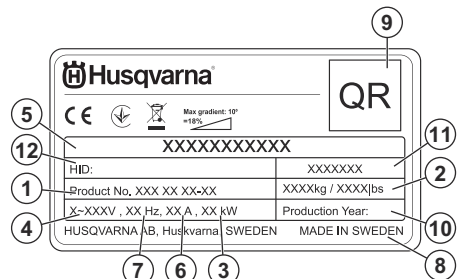 9
Husqvarna®
QR
CE
Max gradient: 10°
=18%
5
XXXXXXXXXXX
11
12
HID:
XXXXXXX
1
Product No. XXX XX XX-XX
XXXXkg / XXXXlbs
2
4
X~XXXV , XX Hz, XX A , XX kW
Production Year:
10
HUSQVARNA AB, Huskvarna, SWEDEN
MADE IN SWEDEN
7
6
3
8